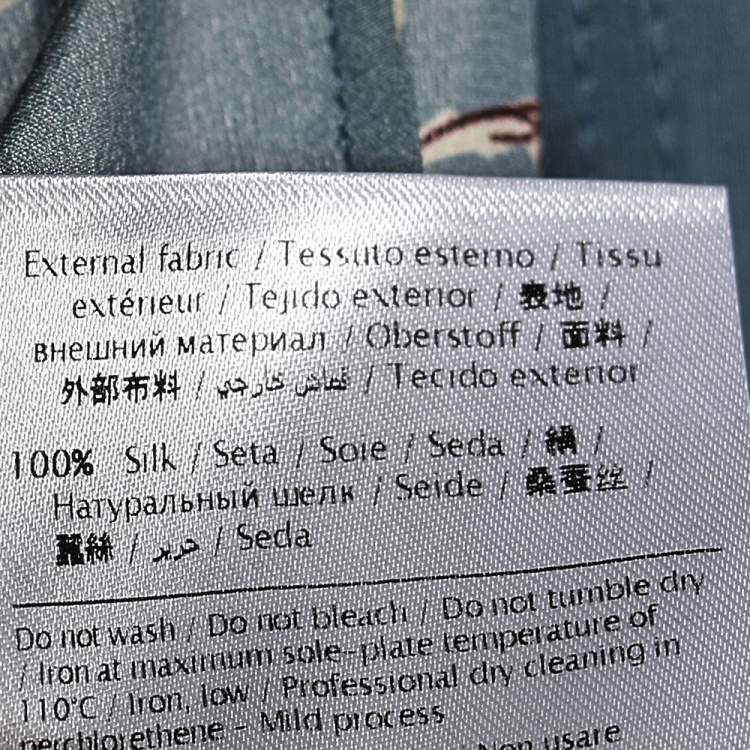 External fabric / Tessuto esterno / Tissu
extérieur / Tejido exterior / 表地 /
внешний материал / Oberstoff / 面料 /
外部布料 / قماش خارجي / Tecido exterior
100% Silk / Seta / Soie / Seda / 絹 /
Натуральный шелк / Seide / 桑蚕丝 /
蠶絲 / حرير / Seda
Do not wash / Do not bleach / Do not tumble dry
/ Iron at maximum sole-plate temperature of
110°C / Iron, low / Professional dry cleaning in
perchlorethene - Mild process
Non usare